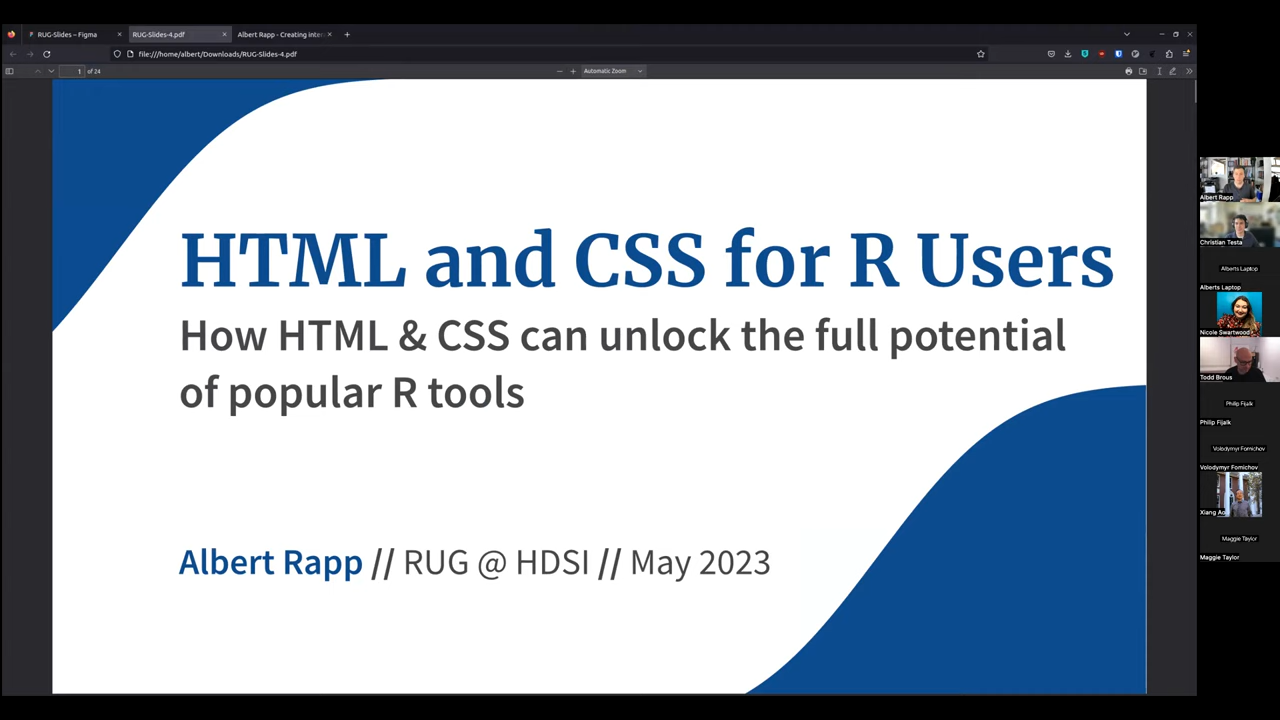 RUG-Slides – Figma
RUG-Slides-4.pdf
Albert Rapp - Creating inter
file:///home/albert/Downloads/RUG-Slides-4.pdf
1 of 24
Automatic Zoom
HTML and CSS for R Users
How HTML & CSS can unlock the full potential
of popular R tools
Albert Rapp // RUG @ HDSI // May 2023
Albert Rapp
Christian Testa
Alberts Laptop
Alberts Laptop
Nicole Swartwood
Todd Brous
Philip Fijalk
Philip Fijalk
Volodymyr Fomichov
Volodymyr Fomichov
Xiang Ao
Maggie Taylor
Maggie Taylor